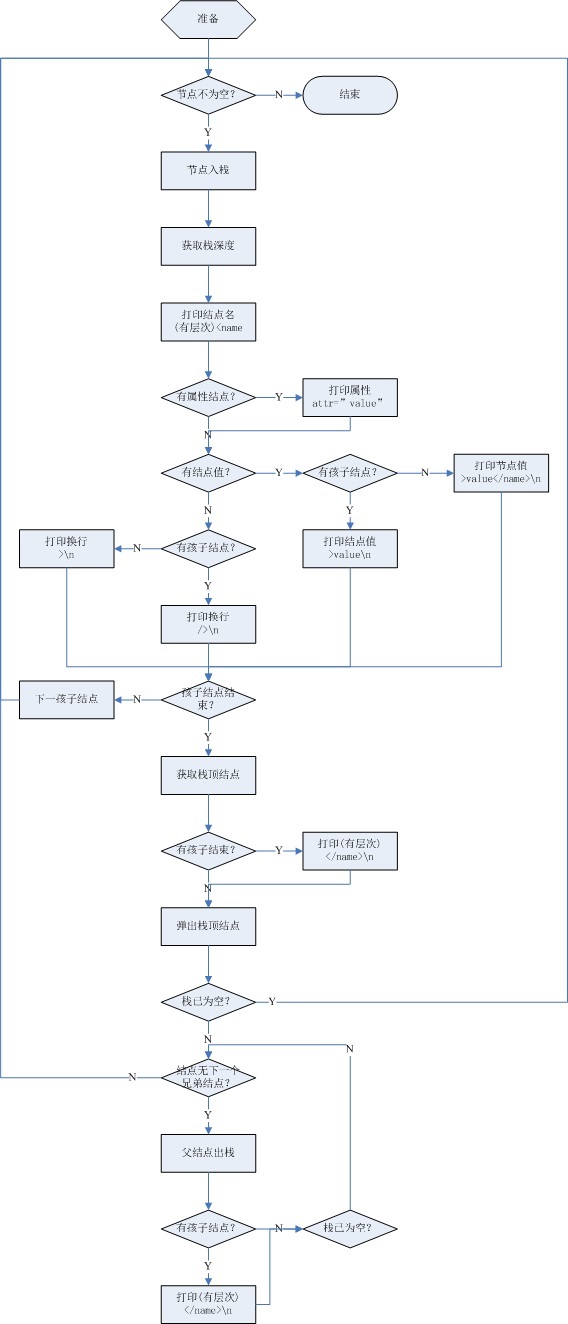 准备
节点不为空?
N
结束
Y
节点入栈
获取栈深度
打印结点名
(有层次)<name
有属性结点?
Y
打印属性
attr=”value”
N
有结点值?
Y
有孩子结点?
N
打印节点值
>value</name>\n
N
Y
打印换行
>\n
N
有孩子结点?
打印结点值
>value\n
Y
打印换行
/>\n
下一孩子结点
N
孩子结点结
束?
Y
获取栈顶结点
有孩子结束?
Y
打印(有层次)
</name>\n
N
弹出栈顶结点
栈已为空?
Y
N
N
N
结点无下一个
兄弟结点?
Y
父结点出栈
有孩子结点?
N
栈已为空?
Y
打印(有层次)
</name>\n